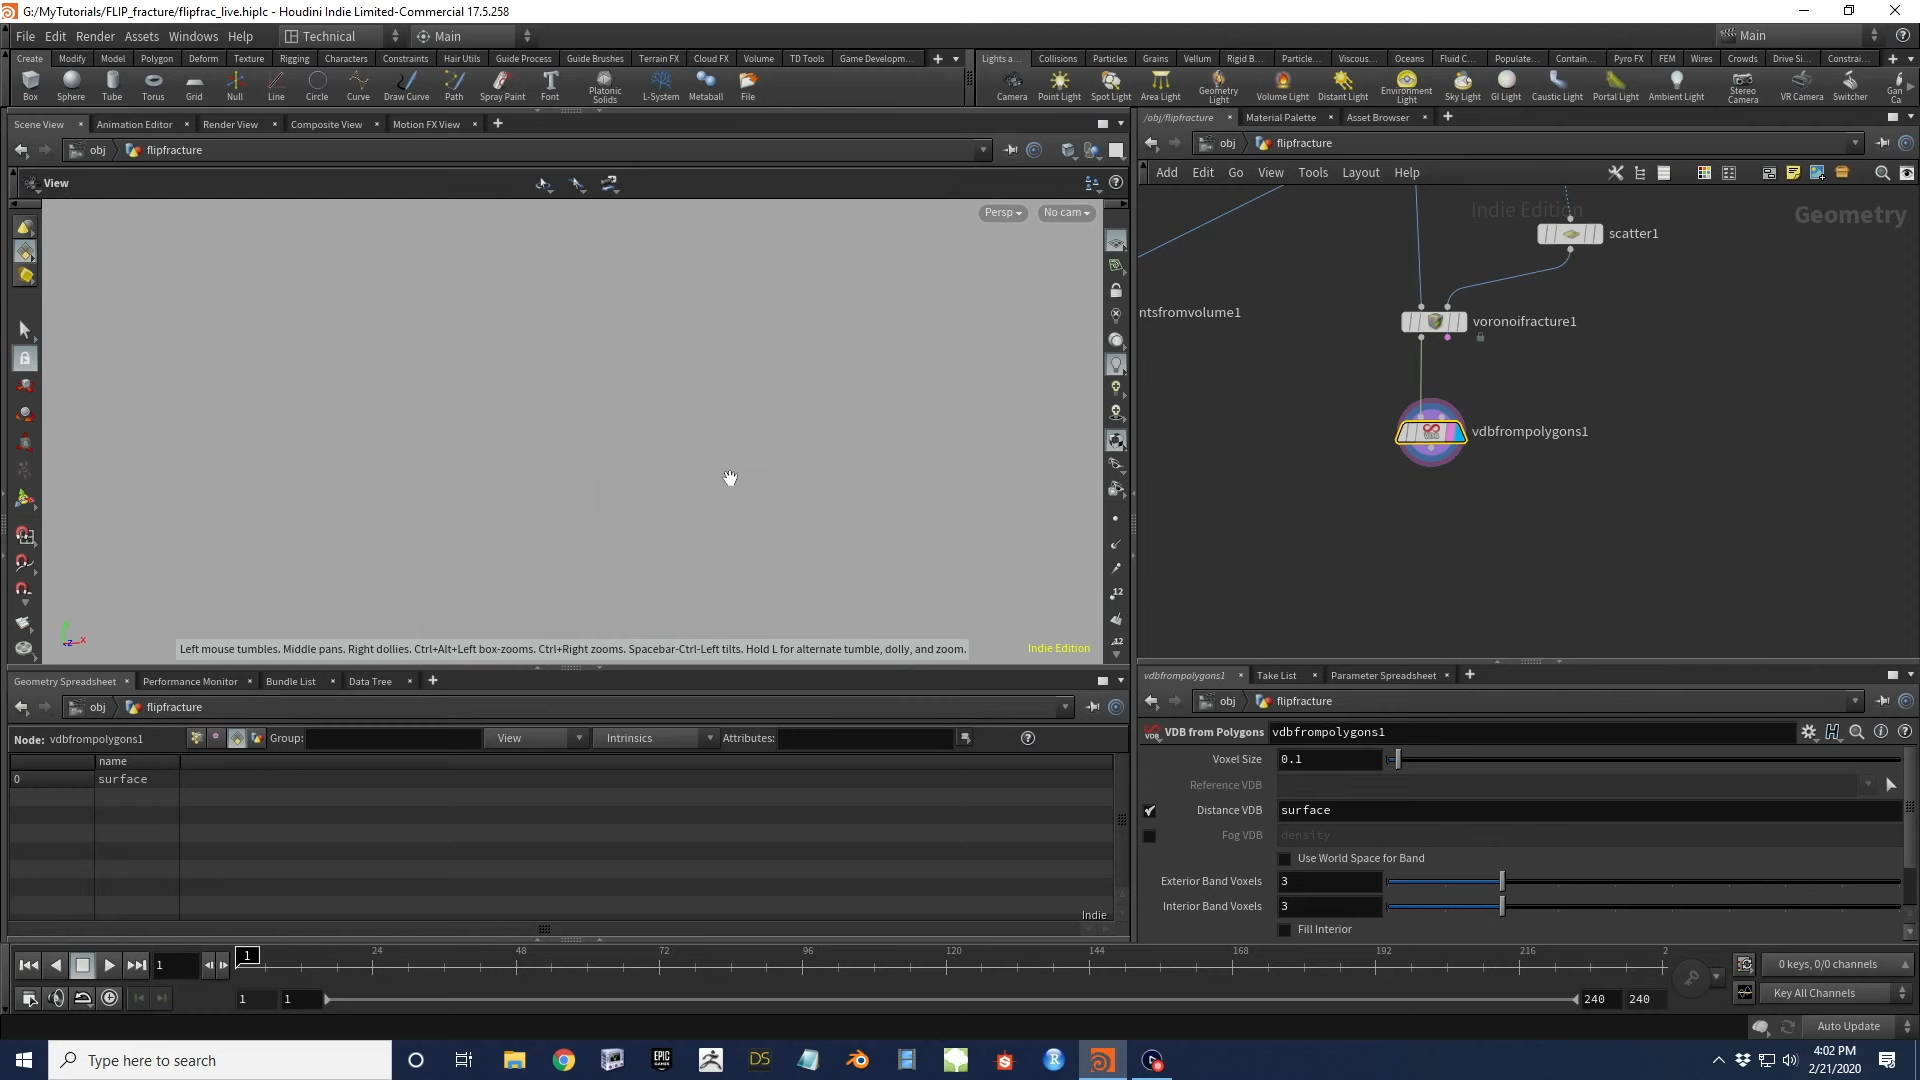 G:/MyTutorials/FLIP_fracture/flipfrac_live.hiplc - Houdini Indie Limited-Commercial 17.5.258
File Edit Render Assets Windows Help Technical Main Main
Create Modify Model Polygon Deform Texture Rigging Characters Constraints Hair Utils Guide Process Guide Brushes Terrain FX Cloud FX Volume TD Tools Game Developm... Lights a... Collisions Particles Grains Vellum Rigid B... Particle... Viscous... Oceans Fluid C... Populate... Contain... Pyro FX FEM Wires Crowds Drive Si... Constrai...
Box Sphere Tube Torus Grid Null Line Circle Curve Draw Curve Path Spray Paint Font Platonic Solids L-System Metaball File Camera Point Light Spot Light Area Light Geometry Light Volume Light Distant Light Environment Light Sky Light GI Light Caustic Light Portal Light Ambient Light Stereo Camera VR Camera Switcher Gan Ca
Scene View Animation Editor Render View Composite View Motion FX View /obj/flipfracture Material Palette Asset Browser
obj flipfracture obj flipfracture
View Add Edit Go View Tools Layout Help
Persp No cam Indie Edition Geometry
scatter1
ntsfromvolume1 voronoifracture1
vdbfrompolygons1
Left mouse tumbles. Middle pans. Right dollies. Ctrl+Alt+Left box-zooms. Ctrl+Right zooms. Spacebar-Ctrl-Left tilts. Hold L for alternate tumble, dolly, and zoom. Indie Edition
12
12
x
z
Geometry Spreadsheet Performance Monitor Bundle List Data Tree vdbfrompolygons1 Take List Parameter Spreadsheet
obj flipfracture obj flipfracture
Node: vdbfrompolygons1 Group: View Intrinsics Attributes: VDB VDB from Polygons vdbfrompolygons1
name
0 surface
Voxel Size 0.1
Reference VDB
Distance VDB surface
Fog VDB density
Use World Space for Band
Exterior Band Voxels 3
Interior Band Voxels 3
Indie
Fill Interior
1 1 24 48 72 96 120 144 168 192 216 2 0 keys, 0/0 channels
1 1 240 240 Key All Channels
Auto Update
Type here to search
EPIC GAMES
DS
R
4:02 PM
2/21/2020